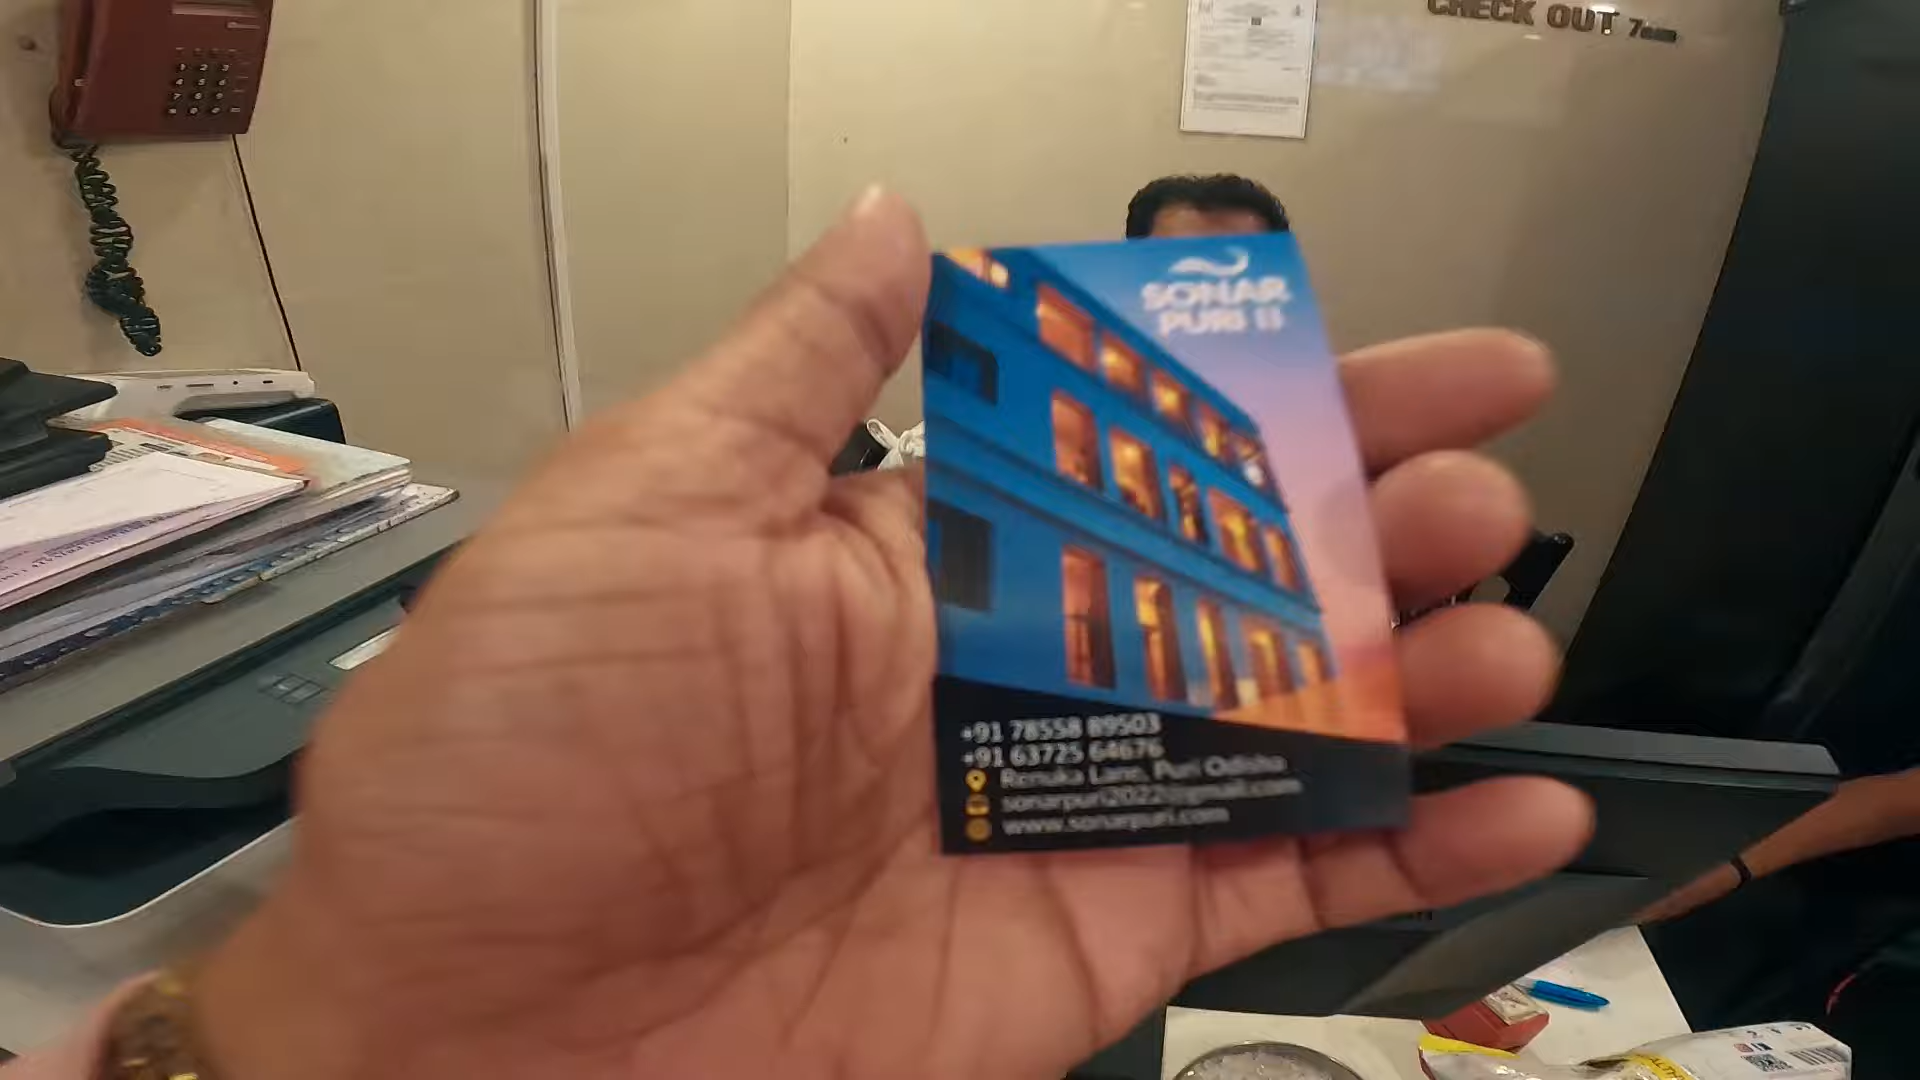 CHECK OUT 7am
SONAR
PURI II
+91 78558 89503
+91 63725 64676
Renuka Lane, Puri Odisha
sonarpuri2022@gmail.com
www.sonarpuri.com